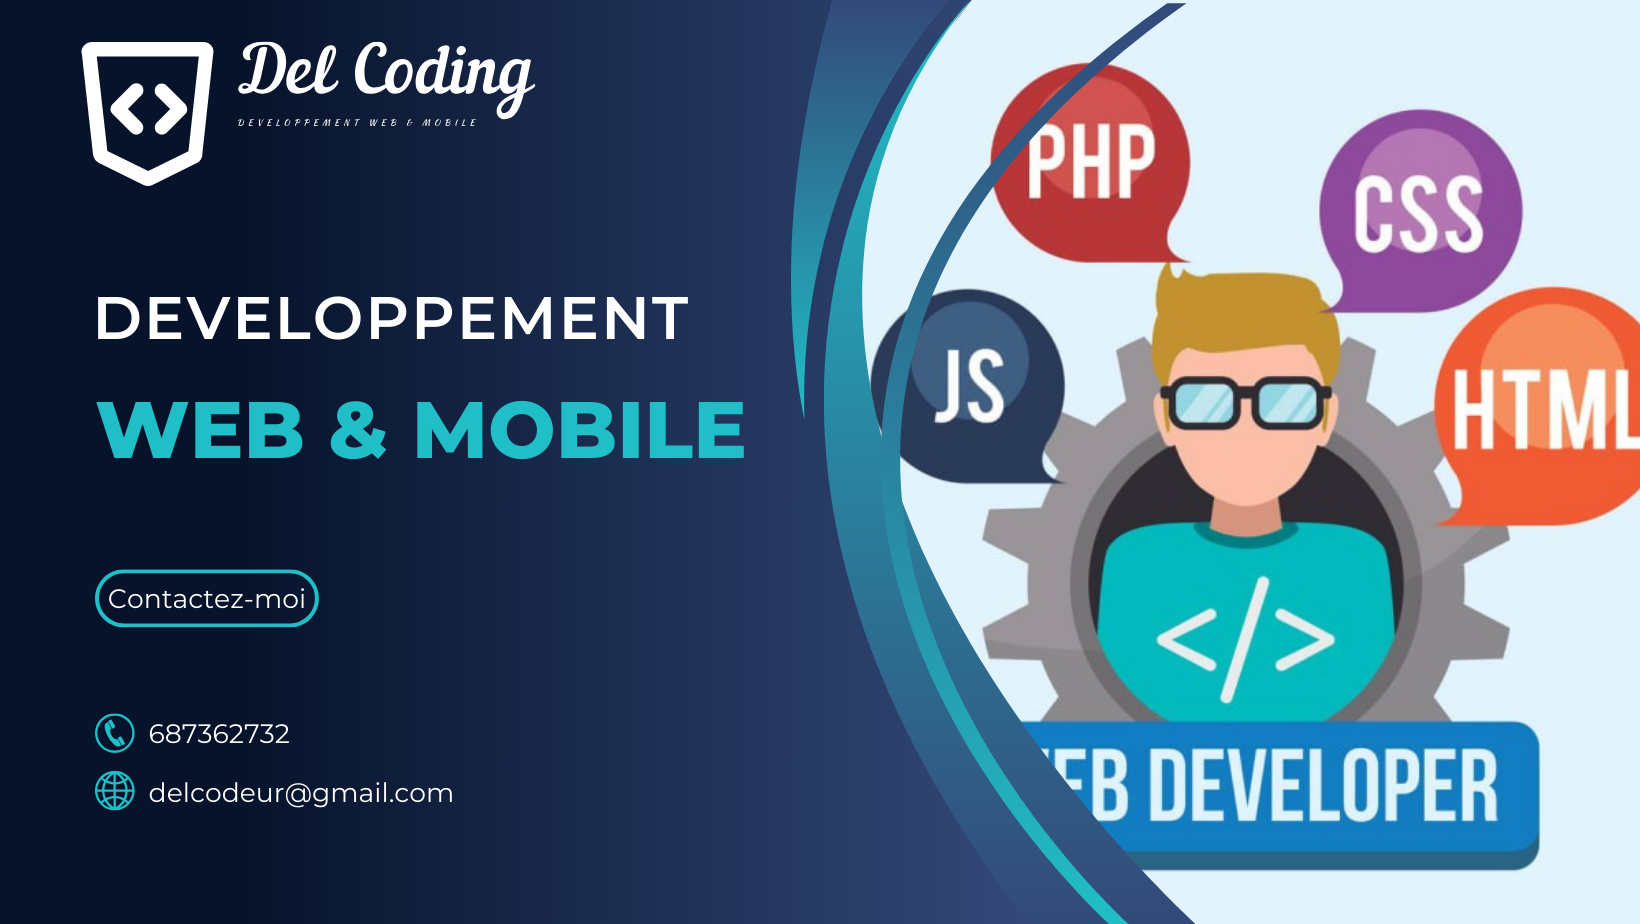 Del Coding
DEVELOPPEMENT WEB & MOBILE
DEVELOPPEMENT
WEB & MOBILE
Contactez-moi
687362732
delcodeur@gmail.com
PHP
CSS
JS
HTML
</>
EB DEVELOPER